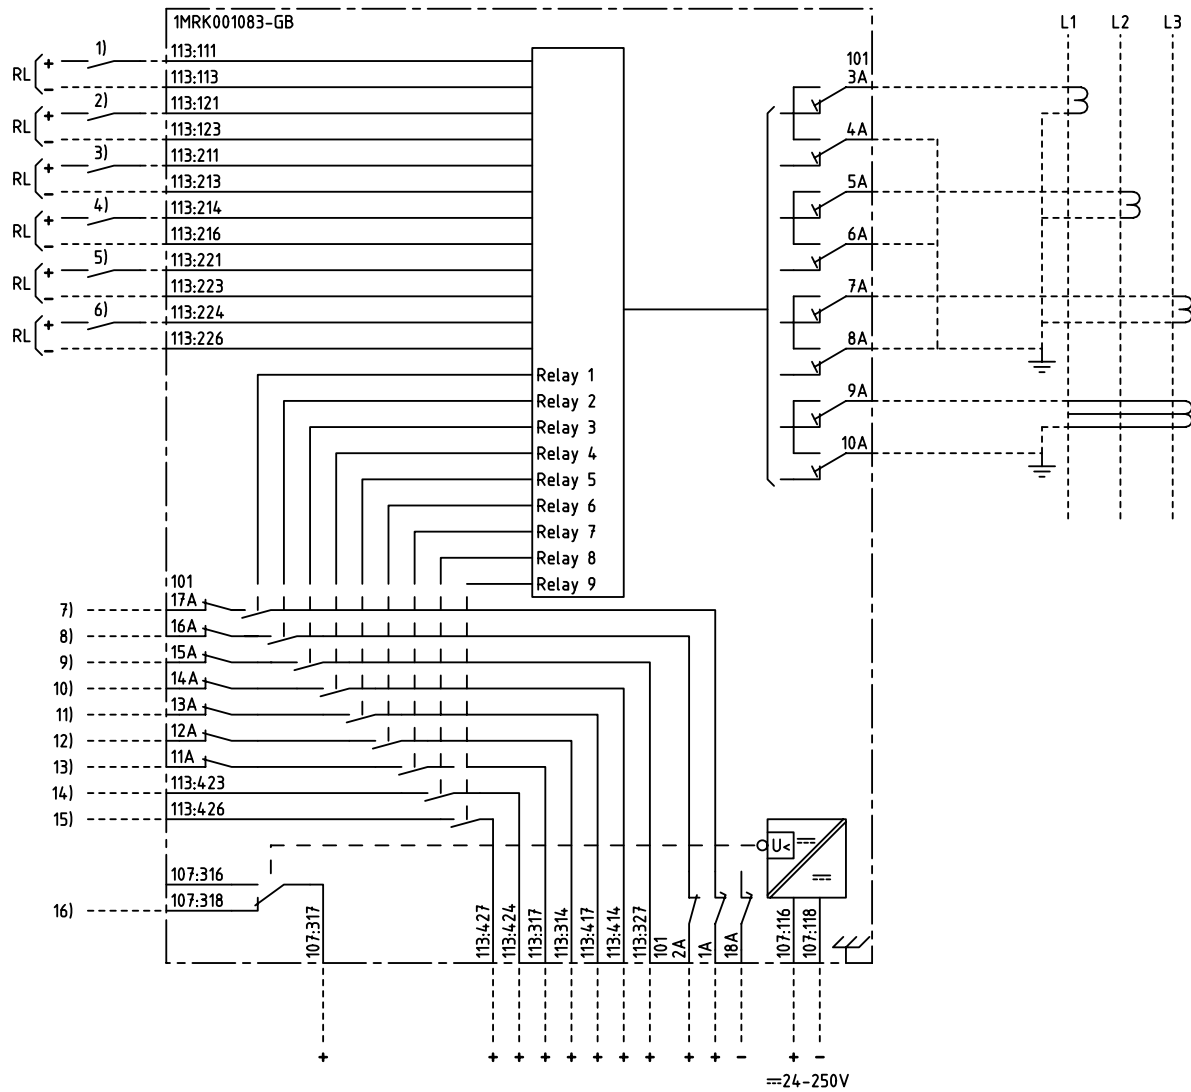 1MRK001083-GB
L1 L2 L3
1) 113:111
RL + -
113:113
101
3A
2) 113:121
RL + -
113:123
4A
3) 113:211
RL + -
113:213
5A
4) 113:214
RL + -
113:216
6A
5) 113:221
RL + -
113:223
7A
6) 113:224
RL + -
113:226
8A
Relay 1
Relay 2
9A
Relay 3
Relay 4
10A
Relay 5
Relay 6
Relay 7
Relay 8
Relay 9
101
7) 17A
8) 16A
9) 15A
10) 14A
11) 13A
12) 12A
13) 11A
14) 113:423
15) 113:426
U<
107:316
16) 107:318
107:317
113:427
113:424
113:317
113:314
113:417
113:414
113:327
101
2A
1A
18A
107:116
107:118
+ + + + + + + + + + - + -
24-250V